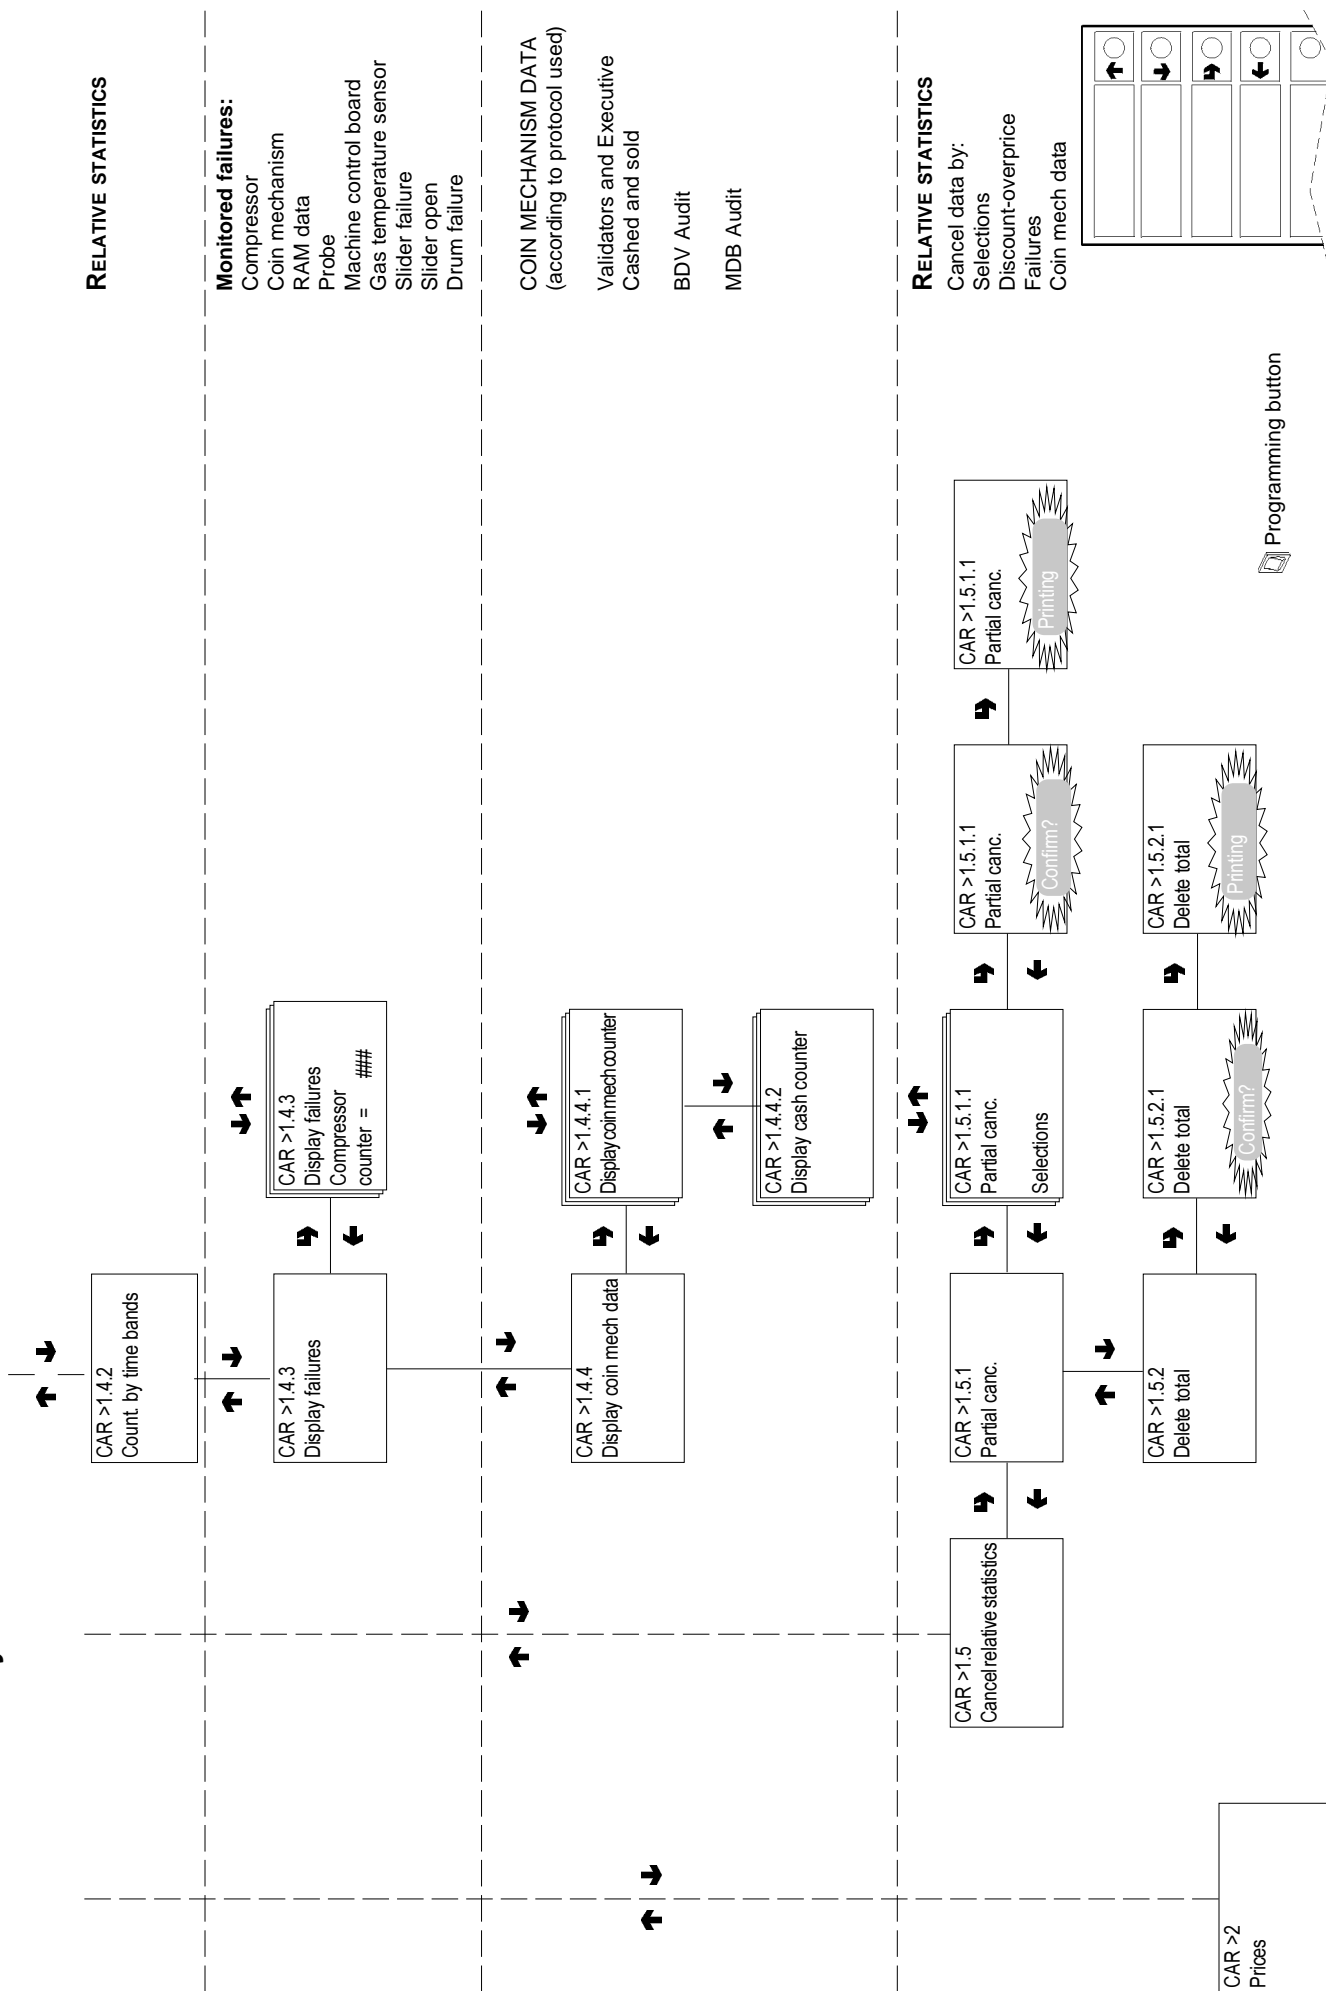 RELATIVE STATISTICS
CAR >1.4.2
Count. by time bands
Monitored failures:
Compressor
Coin mechanism
RAM data
Probe
Machine control board
Gas temperature sensor
Slider failure
Slider open
Drum failure
CAR >1.4.3
Display failures
CAR >1.4.3
Display failures
Compressor
counter = ###
COIN MECHANISM DATA
(according to protocol used)
Validators and Executive
Cashed and sold
BDV Audit
MDB Audit
CAR >1.4.4
Display coin mech data
CAR >1.4.4.1
Display coin mech counter
CAR >1.4.4.2
Display cash counter
RELATIVE STATISTICS
Cancel data by:
Selections
Discount-overprice
Failures
Coin mech data
CAR >1.5
Cancel relative statistics
CAR >1.5.1
Partial canc.
CAR >1.5.1.1
Partial canc.
Selections
CAR >1.5.1.1
Partial canc.
Confirm?
CAR >1.5.1.1
Partial canc.
Printing
CAR >1.5.2
Delete total
CAR >1.5.2.1
Delete total
Confirm?
CAR >1.5.2.1
Delete total
Printing
CAR >2
Prices
Programming button